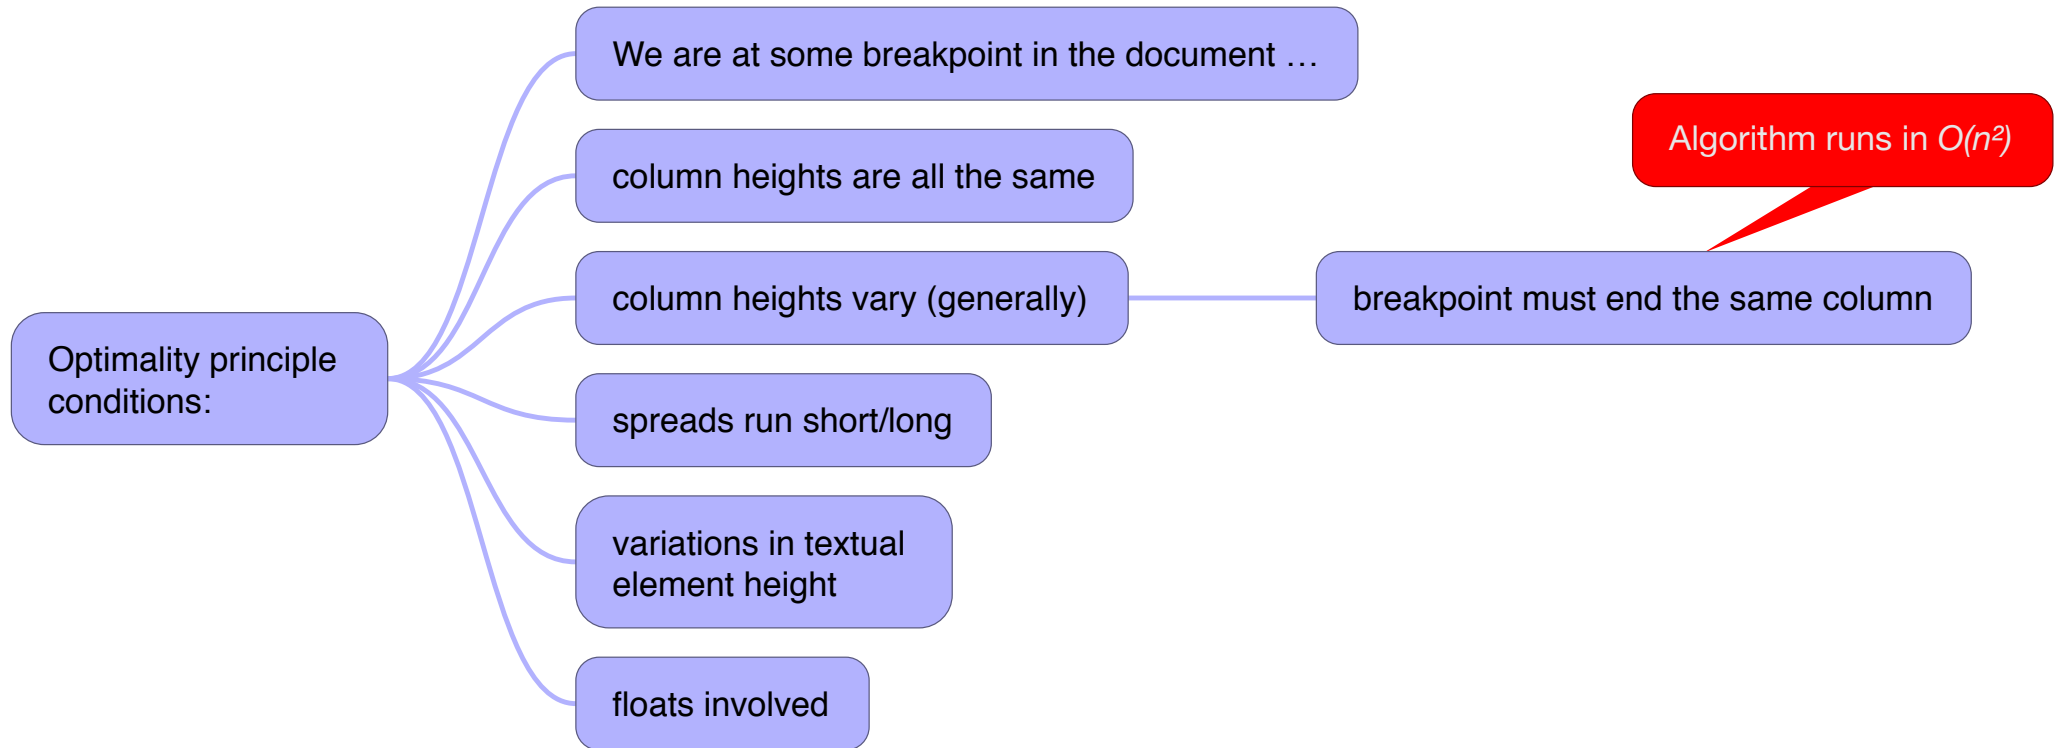 We are at some breakpoint in the document …
Algorithm runs in O(n²)
column heights are all the same
column heights vary (generally)
breakpoint must end the same column
Optimality principle
conditions:
spreads run short/long
variations in textual
element height
floats involved